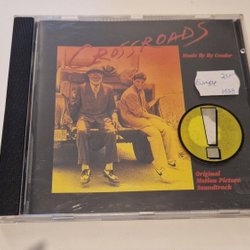 CROSSROADS
Music By Ry Cooder
Original
Motion Picture
Soundtrack
!